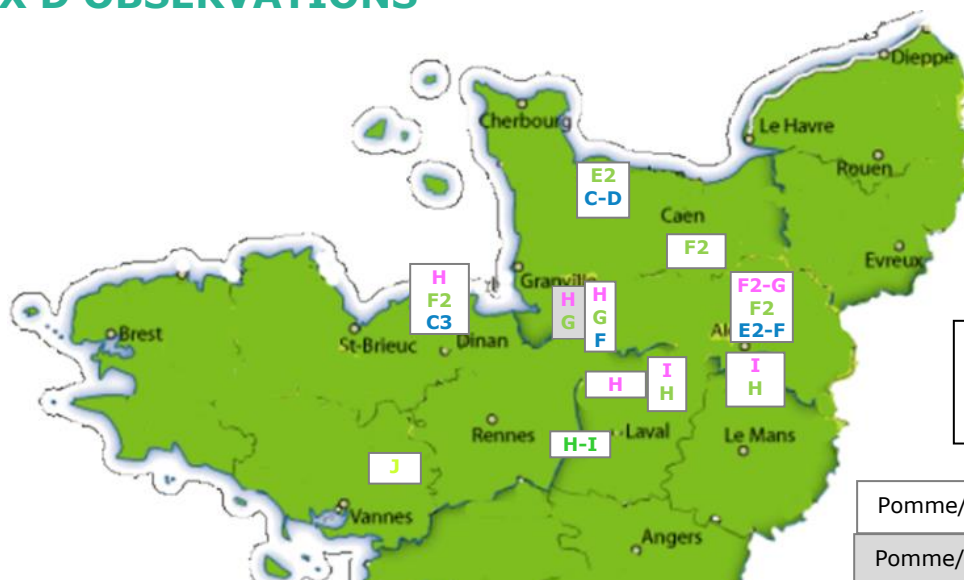 X D'OBSERVATIONS
Dieppe
Cherbourg
Le Havre
Rouen
E2
C-D
Caen
F2
Evreux
Granville
H
F2
C3
H
G
H
G
F
F2-G
F2
E2-F
Brest
St-Brieuc
Dinan
I
H
I
H
H
Rennes
H-I
Laval
Le Mans
J
Vannes
Angers
Pomme/
Pomme/